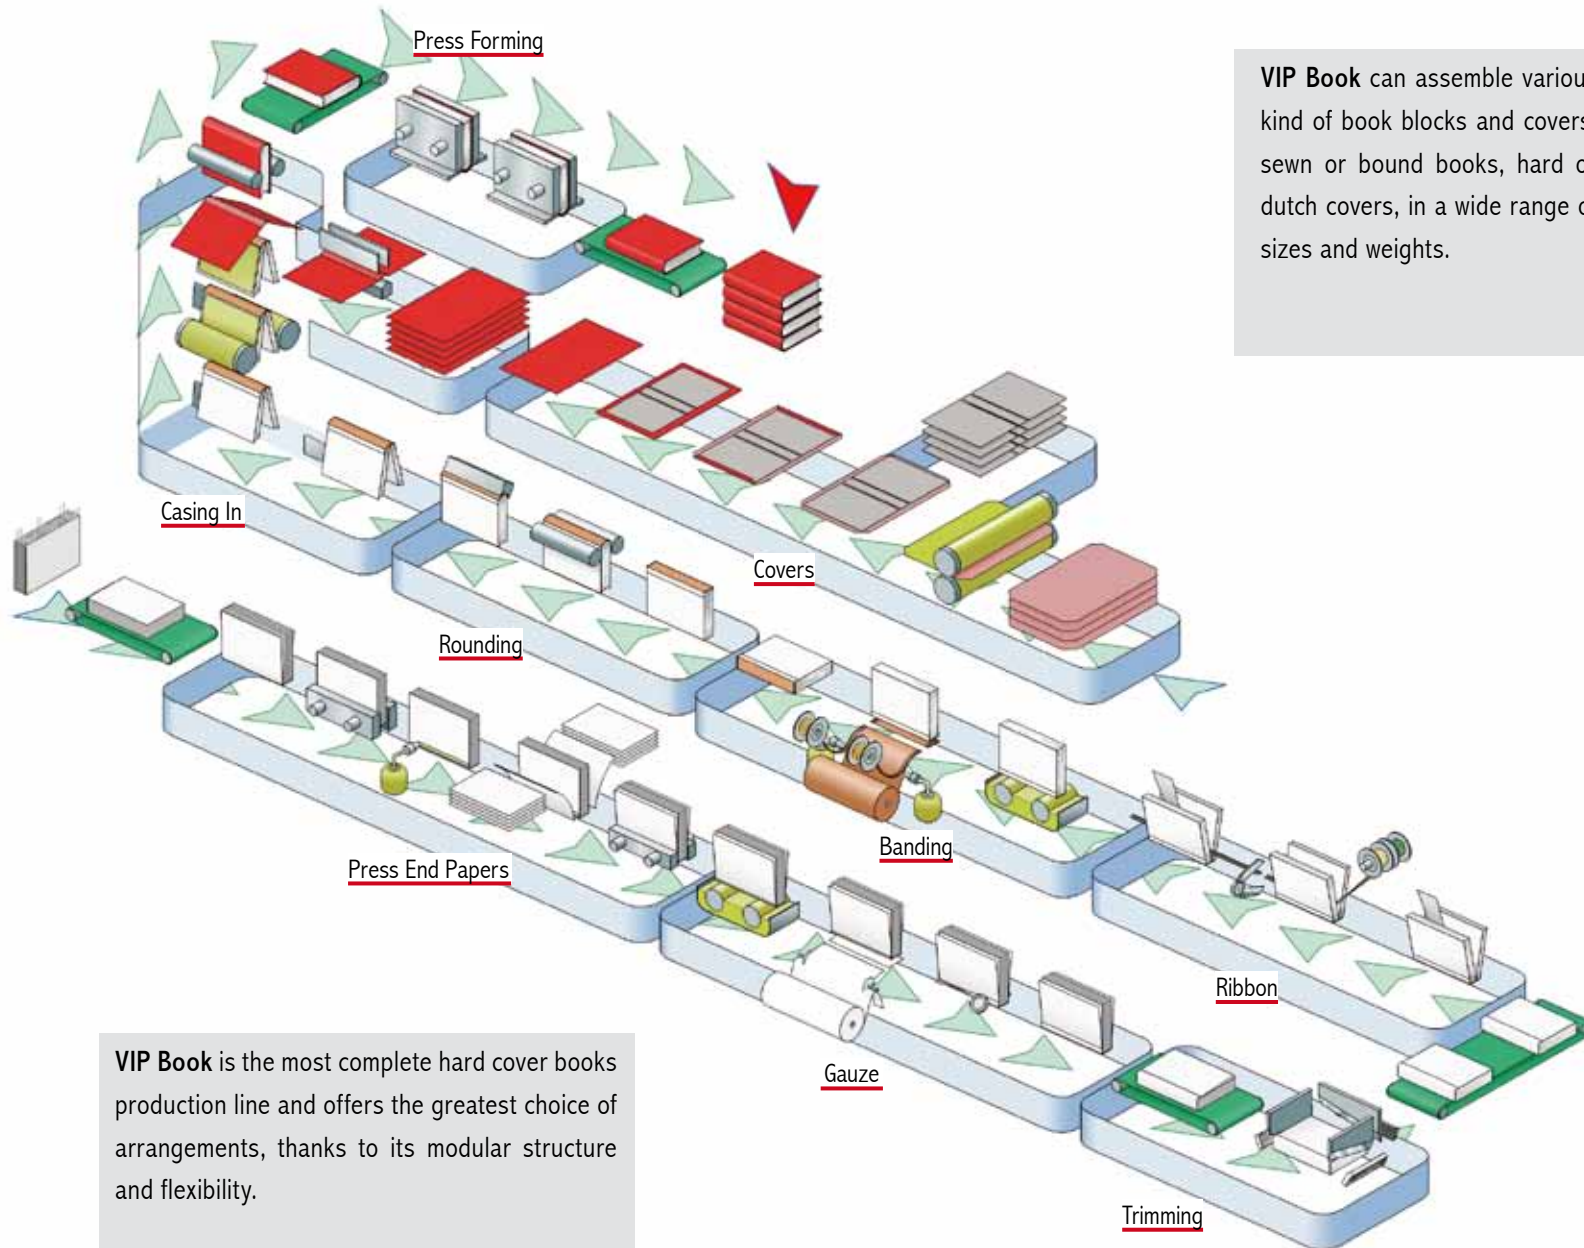 Press Forming
VIP Book can assemble variou
kind of book blocks and covers
sewn or bound books, hard c
dutch covers, in a wide range o
sizes and weights.
Casing In
Covers
Rounding
Banding
Press End Papers
Ribbon
Gauze
VIP Book is the most complete hard cover books
production line and offers the greatest choice of
arrangements, thanks to its modular structure
and flexibility.
Trimming